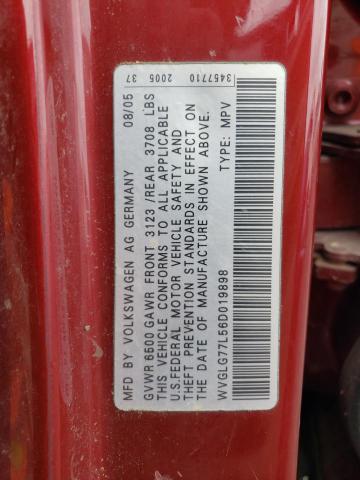 3457710 2005 37
MFD BY VOLKSWAGEN AG GERMANY 08/05
GVWR 6600 GAWR FRONT 3123 /REAR 3708 LBS
THIS VEHICLE CONFORMS TO ALL APPLICABLE
U.S.FEDERAL MOTOR VEHICLE SAFETY AND
THEFT PREVENTION STANDARDS IN EFFECT ON
THE DATE OF MANUFACTURE SHOWN ABOVE.
WVGLG77L56D019898 TYPE: MPV